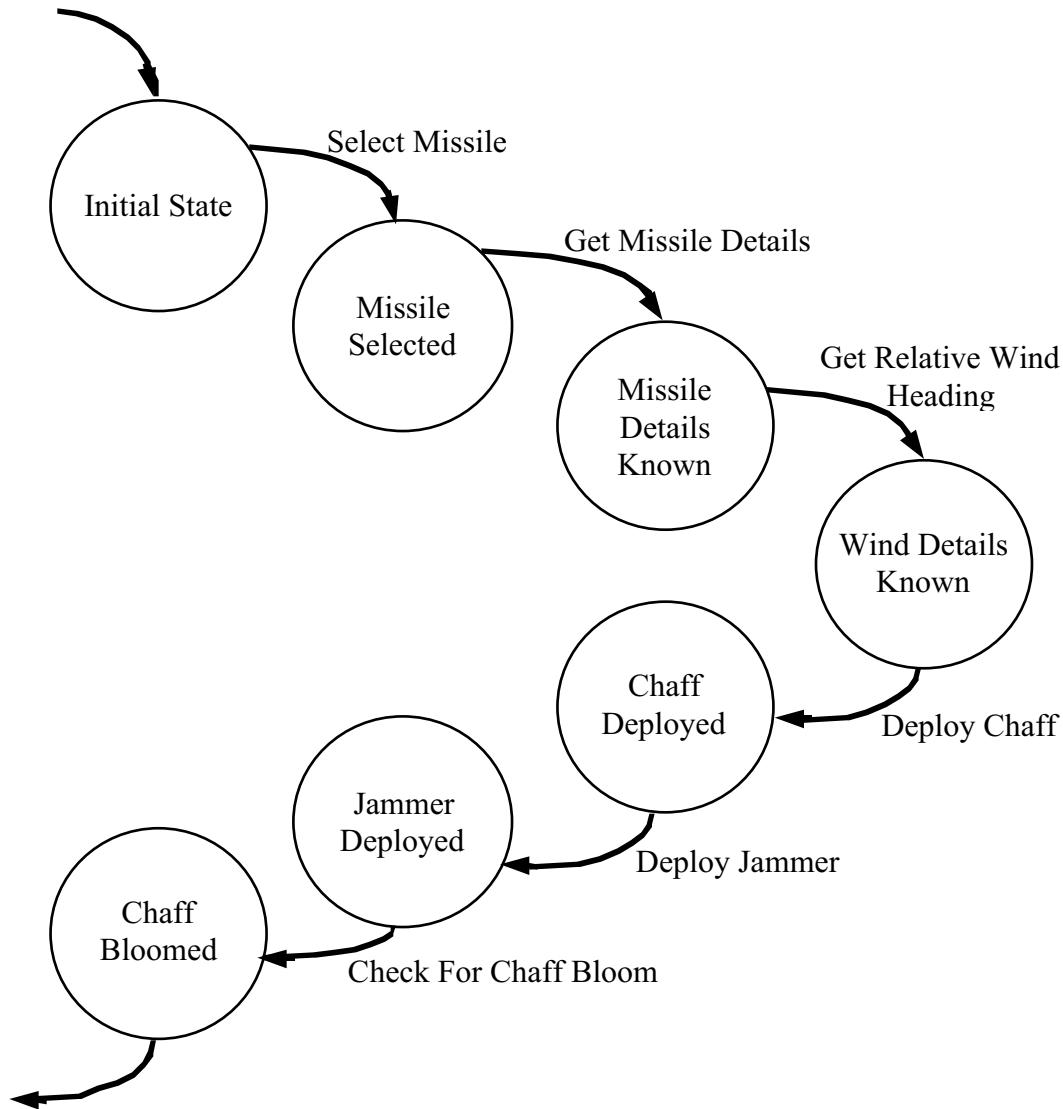 Select Missile
Initial State
Get Missile Details
Missile
Selected
Get Relative Wind
Heading
Missile
Details
Known
Wind Details
Known
Chaff
Deployed
Deploy Chaff
Jammer
Deployed
Deploy Jammer
Chaff
Bloomed
Check For Chaff Bloom